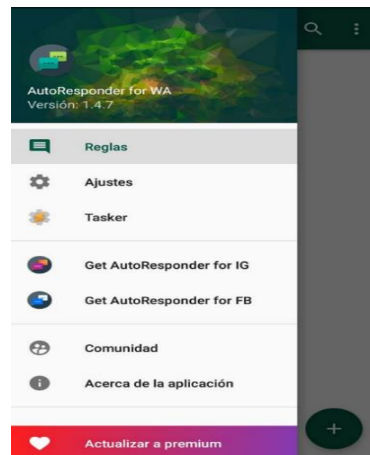 AutoResponder for WA
Versión: 1.4.7
Reglas
Ajustes
Tasker
Get AutoResponder for IG
Get AutoResponder for FB
Comunidad
Acerca de la aplicación
Actualizar a premium